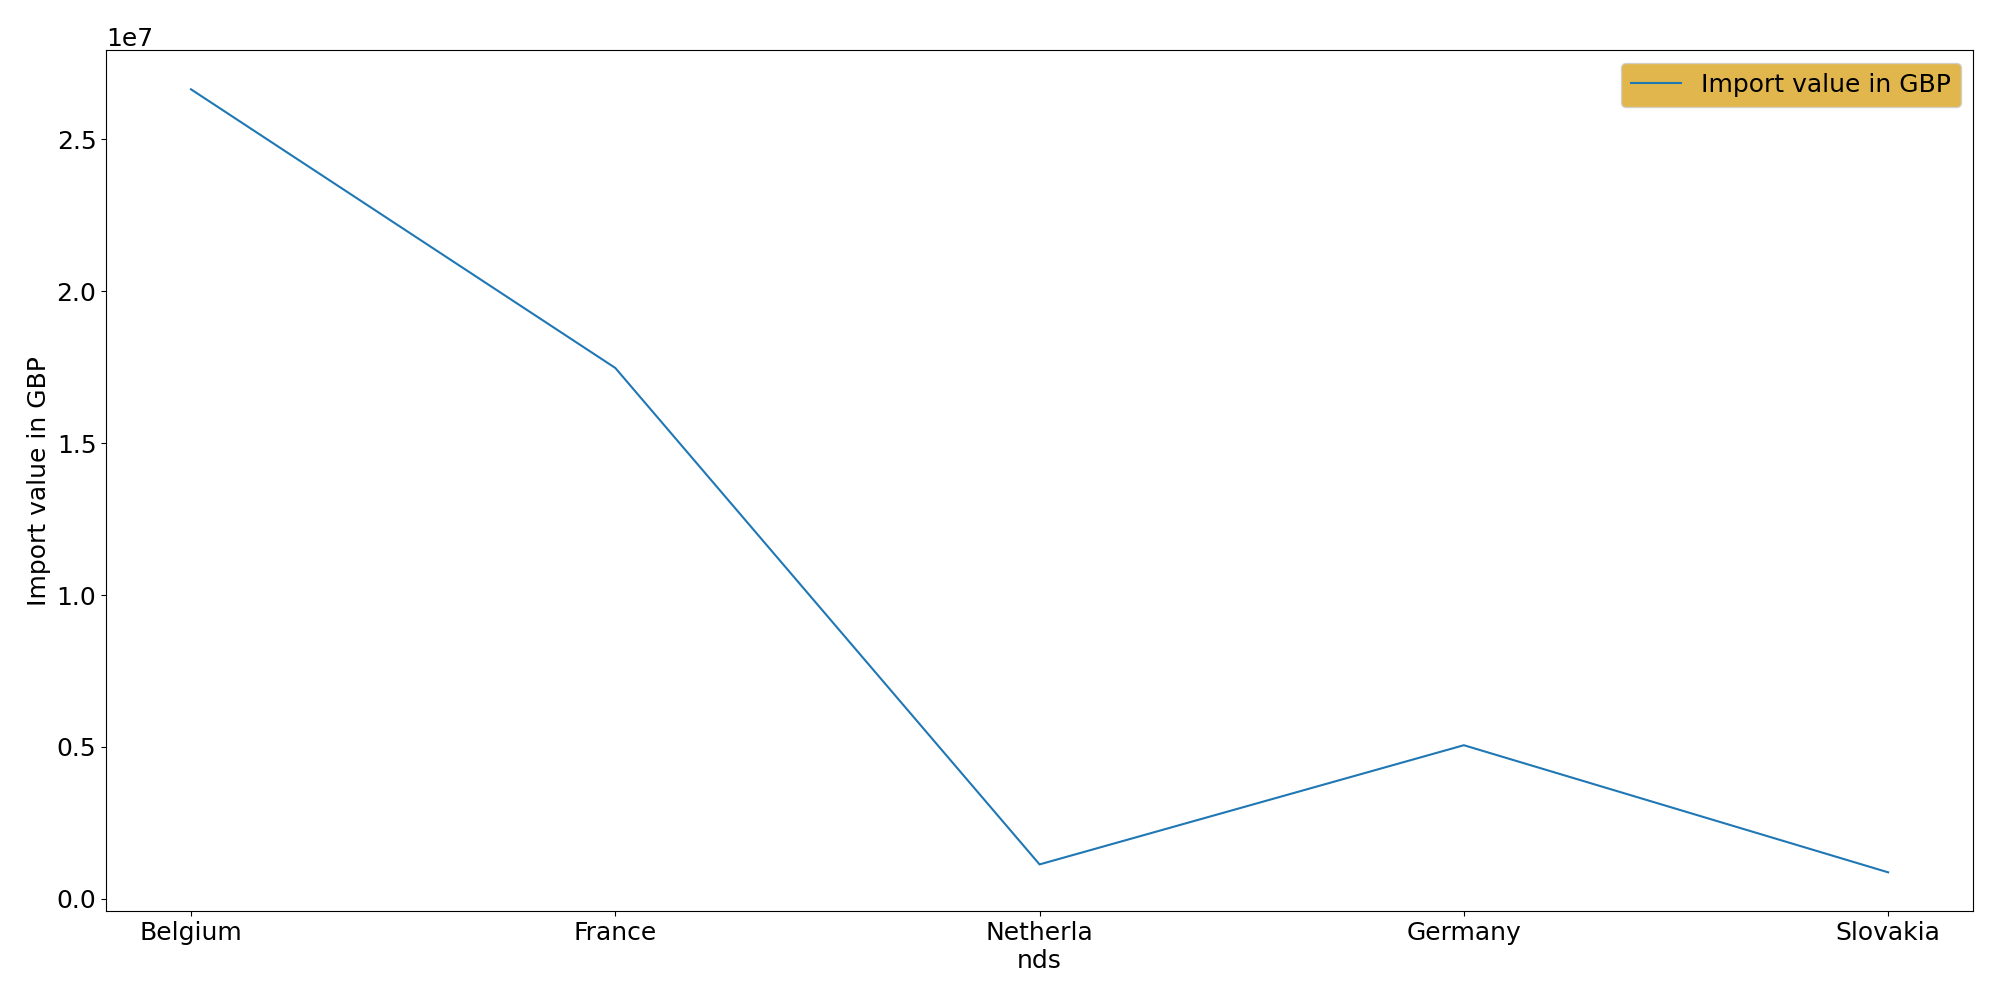 1e7
Import value in GBP
2.5
2.0
1.5
1.0
0.5
0.0
Import value in GBP
Belgium
France
Netherla
nds
Germany
Slovakia